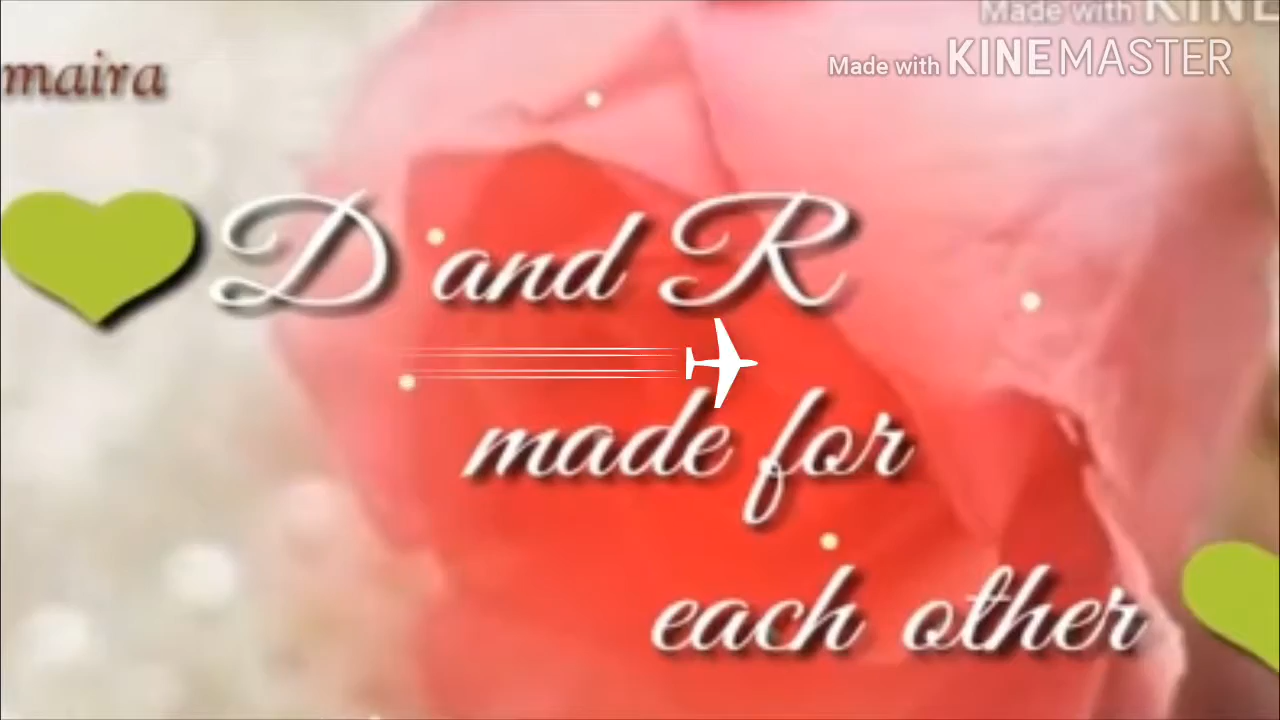 Made with KINE
Made with KINEMASTER
maira
D and R
made for
each other